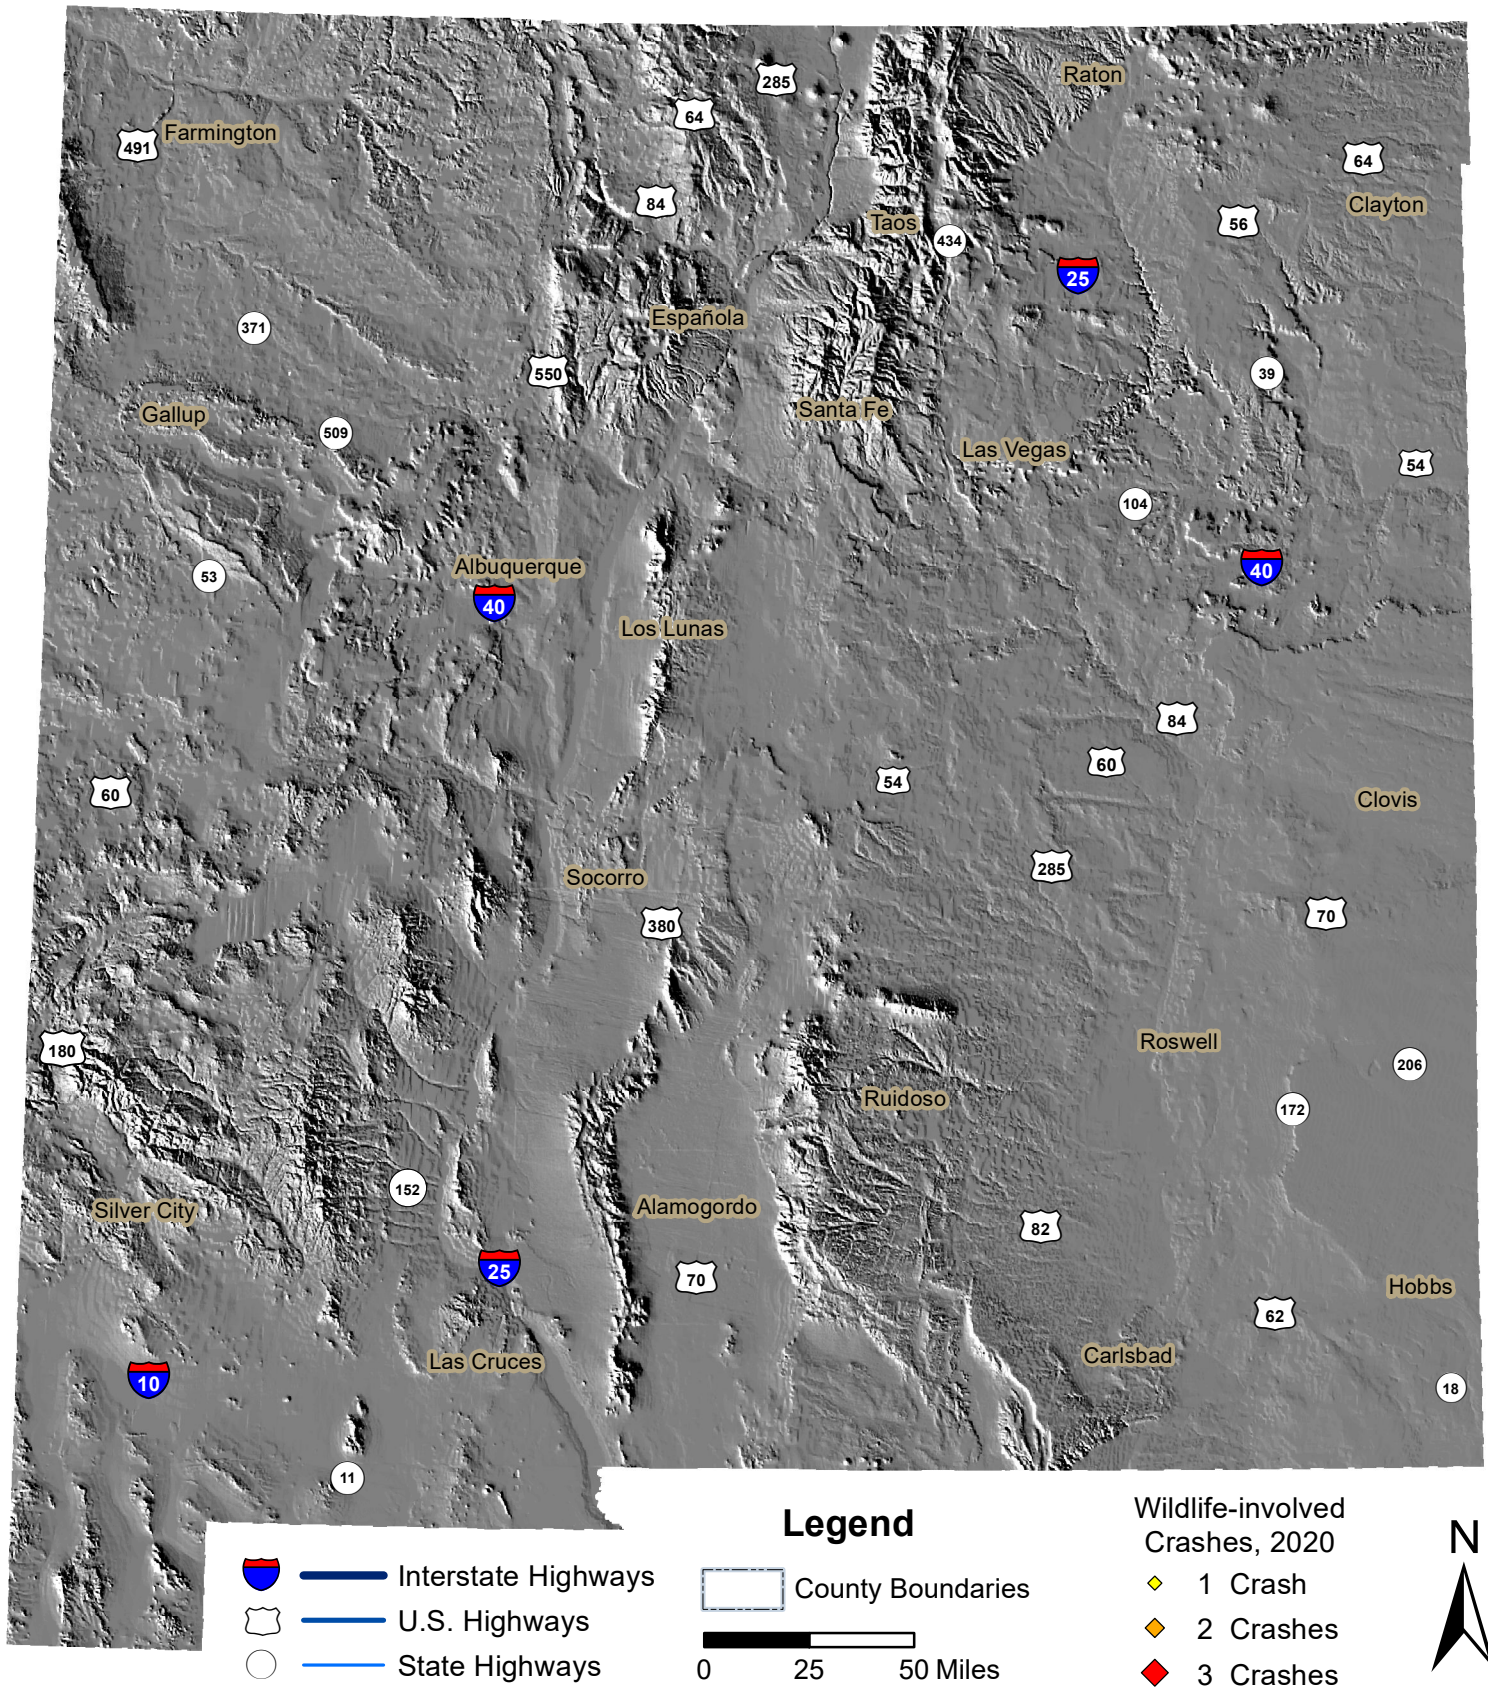 285
Raton
64
491
Farmington
64
84
Clayton
56
Taos
434
25
Española
371
550
39
Gallup
Santa Fe
509
Las Vegas
54
104
Albuquerque
40
53
40
Los Lunas
84
60
54
60
Clovis
285
Socorro
70
380
Roswell
180
206
Ruidoso
172
152
Silver City
Alamogordo
82
25
70
Hobbs
62
Las Cruces
Carlsbad
10
18
11
Legend
Interstate Highways
U.S. Highways
State Highways
County Boundaries
0 25 50 Miles
Wildlife-involved
Crashes, 2020
1 Crash
2 Crashes
3 Crashes
N